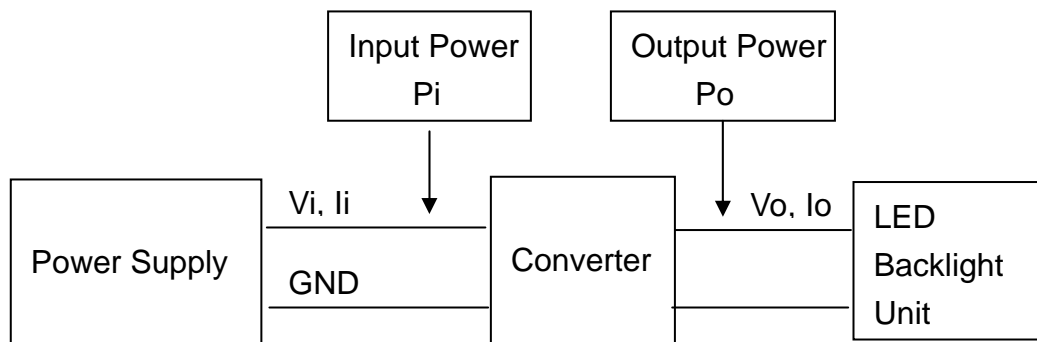 Input Power
Pi
Output Power
Po
Vi, Ii
Vo, Io
Power Supply
GND
Converter
LED
Backlight
Unit